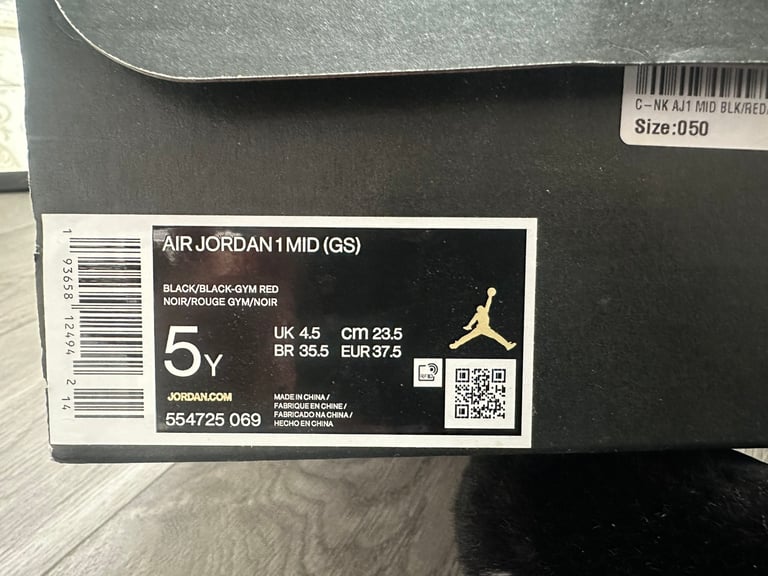 C-NK AJ1 MID BLK/RED
Size:050
AIR JORDAN 1 MID (GS)
BLACK/BLACK-GYM RED
NOIR/ROUGE GYM/NOIR
5Y
UK 4.5 cm 23.5
BR 35.5 EUR 37.5
JORDAN.COM
554725 069
MADE IN CHINA /
FABRIQUE EN CHINE /
FABRICADO NA CHINA /
HECHO EN CHINA
1 93658 12494 2 14